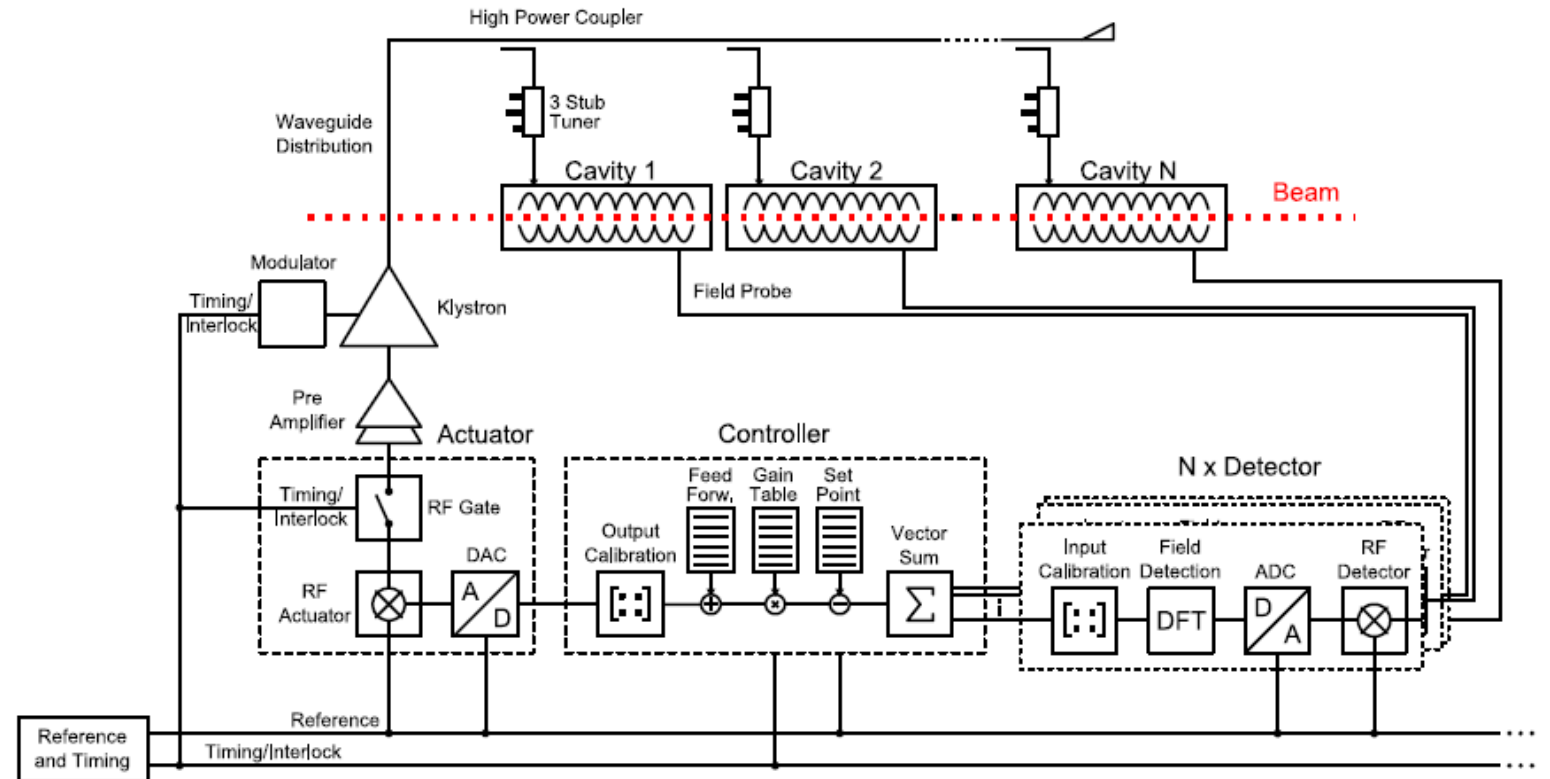 High Power Coupler
3 Stub
Tuner
Waveguide
Distribution
Cavity 1
Cavity 2
Cavity N
Beam
Modulator
Timing/
Interlock
Klystron
Field Probe
Pre
Amplifier
Actuator
Controller
N x Detector
Timing/
Interlock
RF Gate
Feed
Forw.
Gain
Table
Set
Point
Output
Calibration
Vector
Sum
Input
Calibration
Field
Detection
ADC
RF
Detector
DAC
RF
Actuator
A
D
Σ
DFT
D
A
Reference
and Timing
Reference
Timing/Interlock